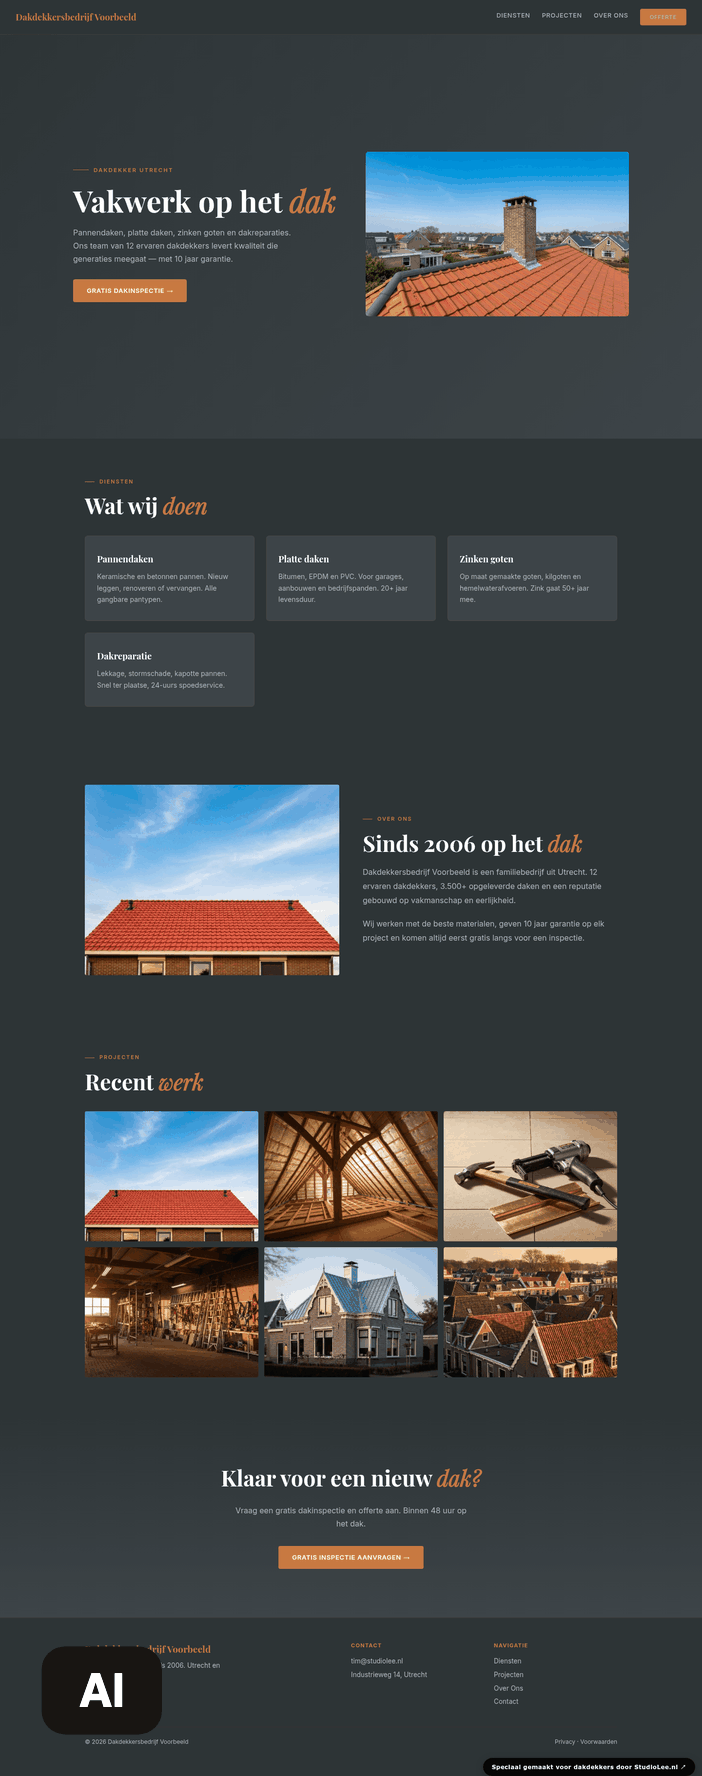 Dakdekkersbedrijf Voorbeeld
DIENSTEN PROJECTEN OVER ONS OFFERTE
DAKDEKKER UTRECHT
Vakwerk op het dak
Pannendaken, platte daken, zinken goten en dakreparaties.
Ons team van 12 ervaren dakdekkers levert kwaliteit die
generaties meegaat — met 10 jaar garantie.
GRATIS DAKINSPECTIE →
DIENSTEN
Wat wij doen
Pannendaken
Keramische en betonnen pannen. Nieuw
leggen, renoveren of vervangen. Alle
gangbare pantypen.
Platte daken
Bitumen, EPDM en PVC. Voor garages,
aanbouwen en bedrijfspanden. 20+ jaar
levensduur.
Zinken goten
Op maat gemaakte goten, kilgoten en
hemelwaterafvoeren. Zink gaat 50+ jaar
mee.
Dakreparatie
Lekkage, stormschade, kapotte pannen.
Snel ter plaatse, 24-uurs spoedservice.
OVER ONS
Sinds 2006 op het dak
Dakdekkersbedrijf Voorbeeld is een familiebedrijf uit Utrecht. 12
ervaren dakdekkers, 3.500+ opgeleverde daken en een reputatie
gebouwd op vakmanschap en eerlijkheid.
Wij werken met de beste materialen, geven 10 jaar garantie op elk
project en komen altijd eerst gratis langs voor een inspectie.
PROJECTEN
Recent werk
Klaar voor een nieuw dak?
Vraag een gratis dakinspectie en offerte aan. Binnen 48 uur op
het dak.
GRATIS INSPECTIE AANVRAGEN →
Voorbeeld
2006. Utrecht en
AI
CONTACT
tim@studiolee.nl
Industrieweg 14, Utrecht
NAVIGATIE
Diensten
Projecten
Over Ons
Contact
© 2026 Dakdekkersbedrijf Voorbeeld
Privacy · Voorwaarden
Speciaal gemaakt voor dakdekkers door StudioLee.nl ↗